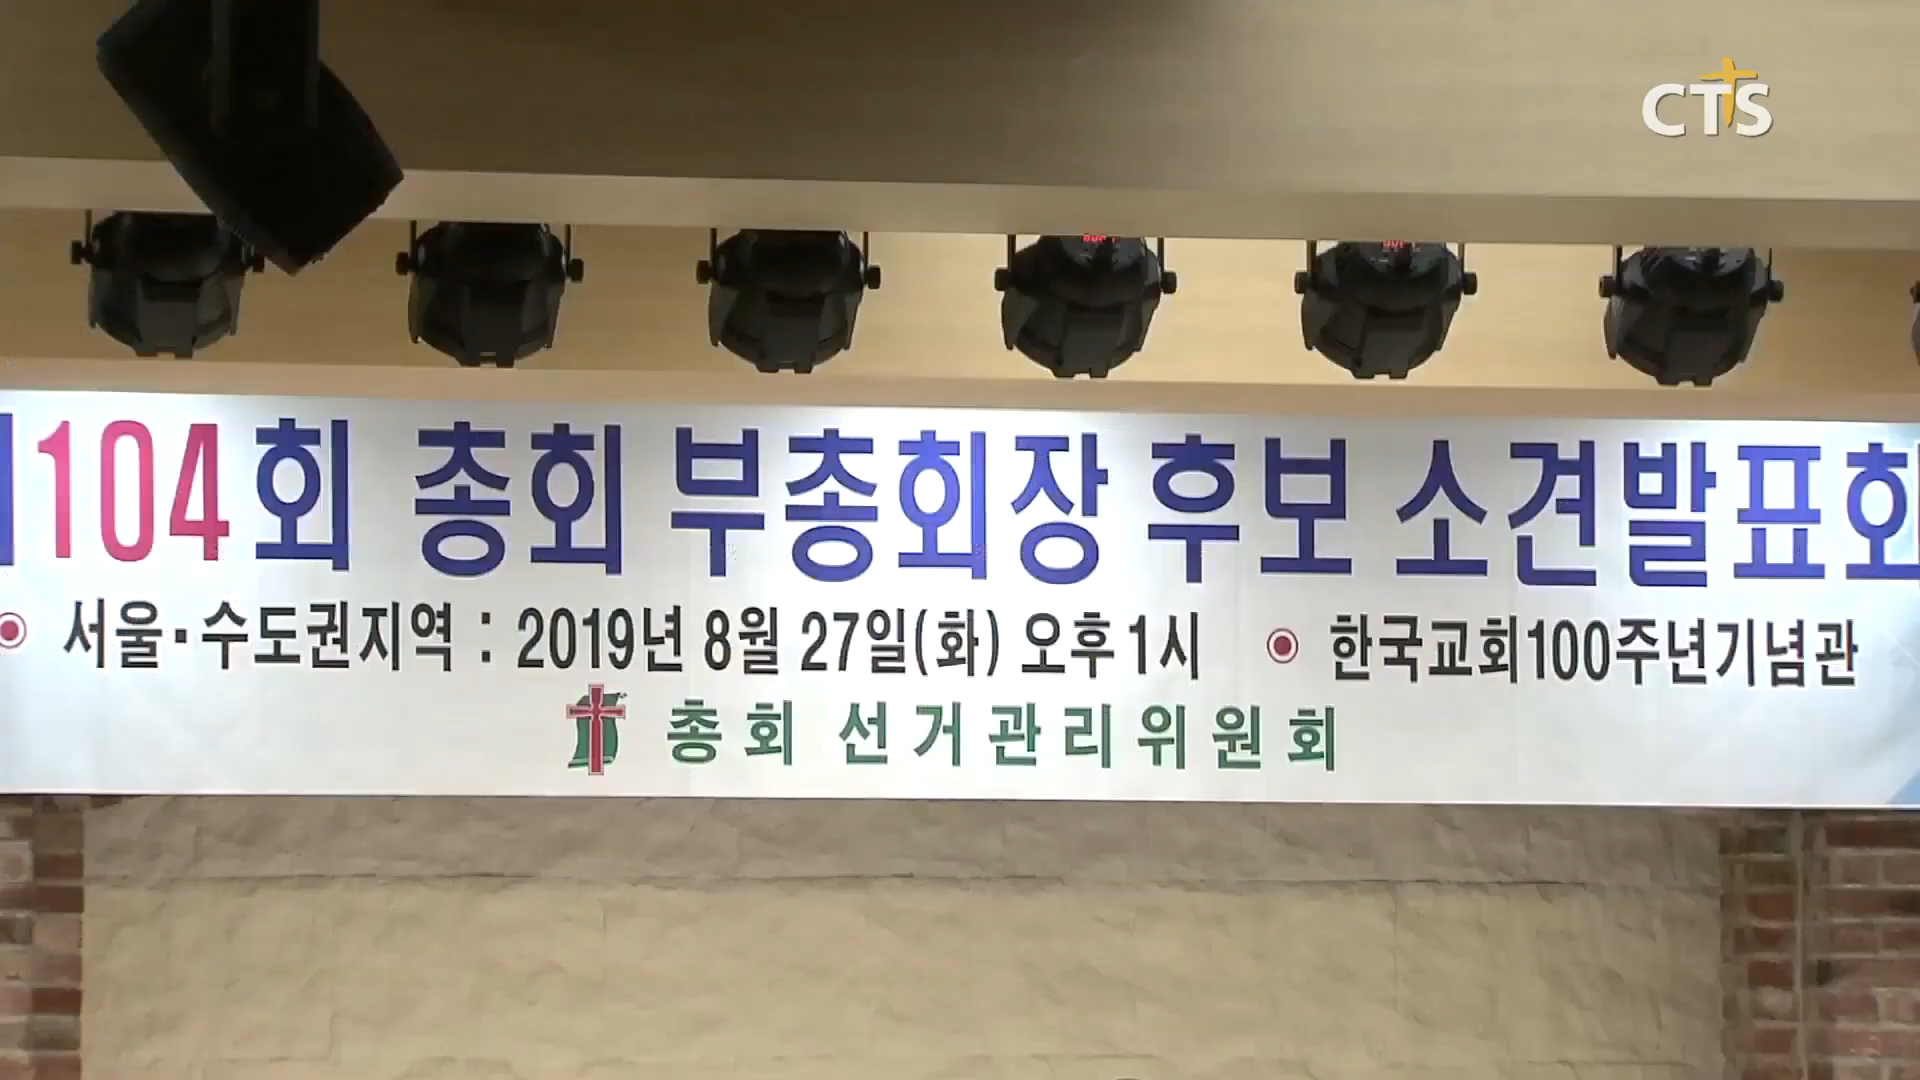 CTS
제104회 총회 부총회장 후보 소견발표회
서울·수도권지역 : 2019년 8월 27일(화) 오후 1시 한국교회100주년기념관
총회 선거관리위원회